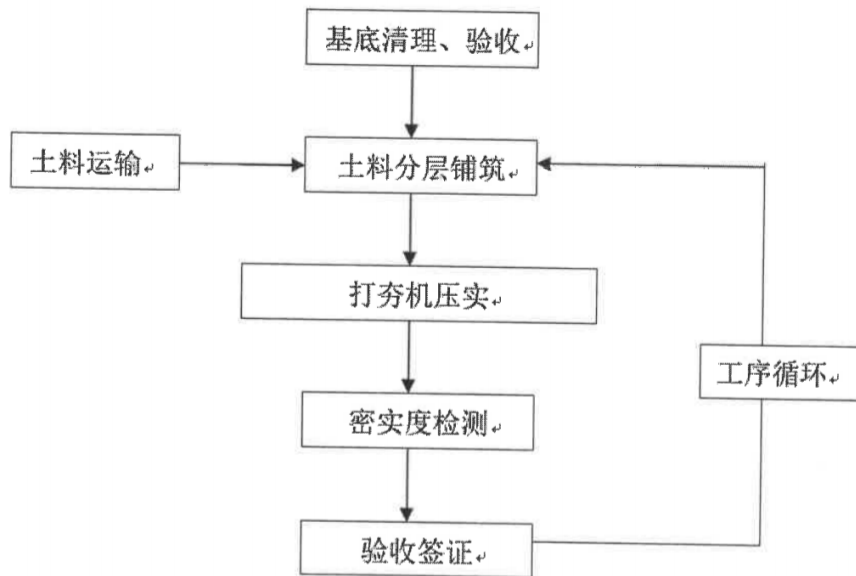 基底清理、验收
土料运输
土料分层铺筑
打夯机压实
工序循环
密实度检测
验收签证